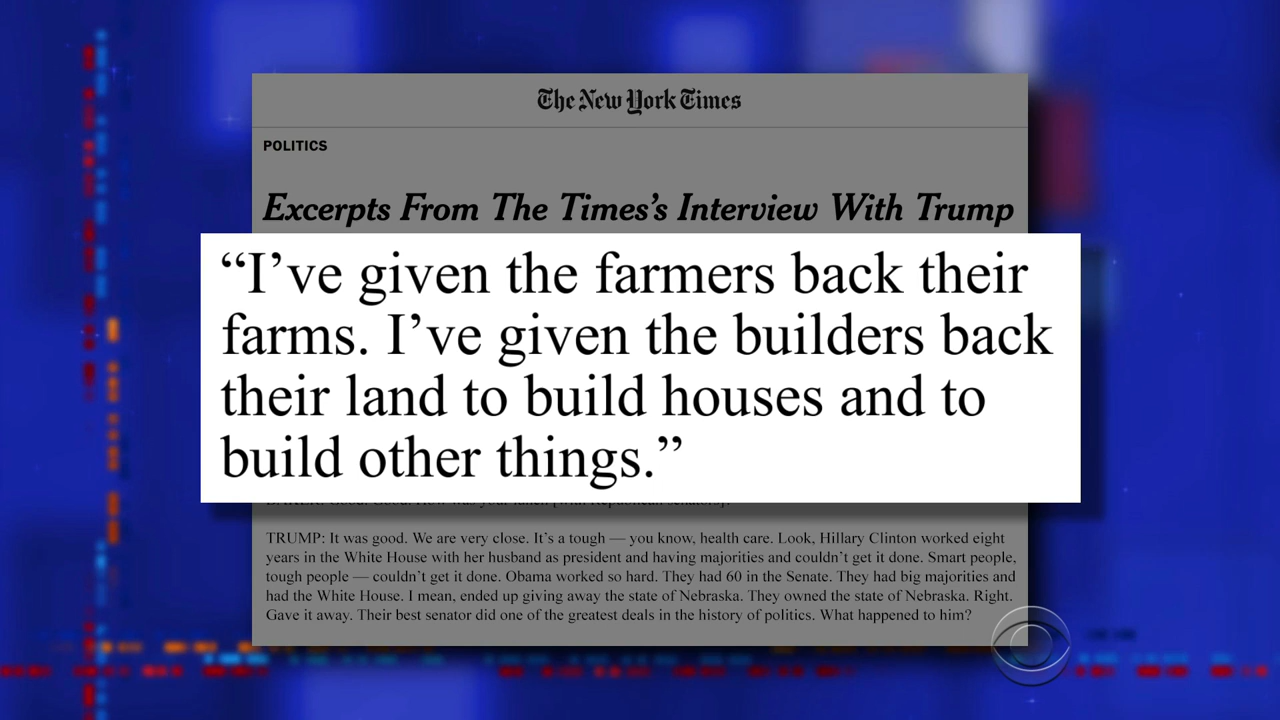 The New York Times
POLITICS
Excerpts From The Times's Interview With Trump
“I’ve given the farmers back their
farms. I’ve given the builders back
their land to build houses and to
build other things.”
TRUMP: It was good. We are very close. It’s a tough — you know, health care. Look, Hillary Clinton worked eight
years in the White House with her husband as president and having majorities and couldn’t get it done. Smart people,
tough people — couldn’t get it done. Obama worked so hard. They had 60 in the Senate. They had big majorities and
had the White House. I mean, ended up giving away the state of Nebraska. They owned the state of Nebraska. Right.
Gave it away. Their best senator did one of the greatest deals in the history of politics. What happened to him?